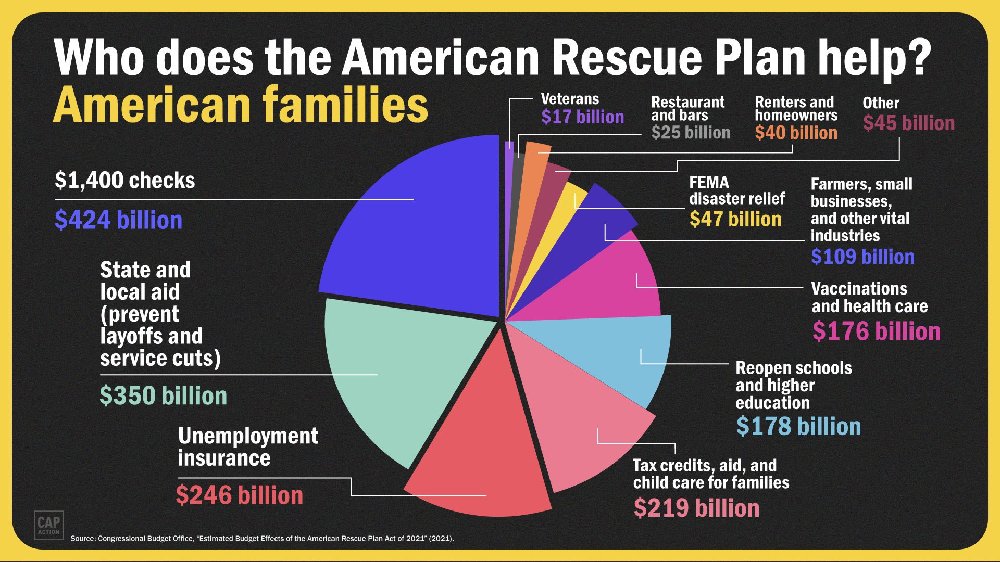 Who does the American Rescue Plan help?
American families
Veterans
$17 billion
Restaurant
and bars
$25 billion
Renters and
homeowners
$40 billion
Other
$45 billion
FEMA
disaster relief
$47 billion
Farmers, small
businesses,
and other vital
industries
$109 billion
Vaccinations
and health care
$176 billion
Reopen schools
and higher
education
$178 billion
Tax credits, aid, and
child care for families
$219 billion
$1,400 checks
$424 billion
State and
local aid
(prevent
layoffs and
service cuts)
$350 billion
Unemployment
insurance
$246 billion
CAP
ACTION
Source: Congressional Budget Office, “Estimated Budget Effects of the American Rescue Plan Act of 2021” (2021).